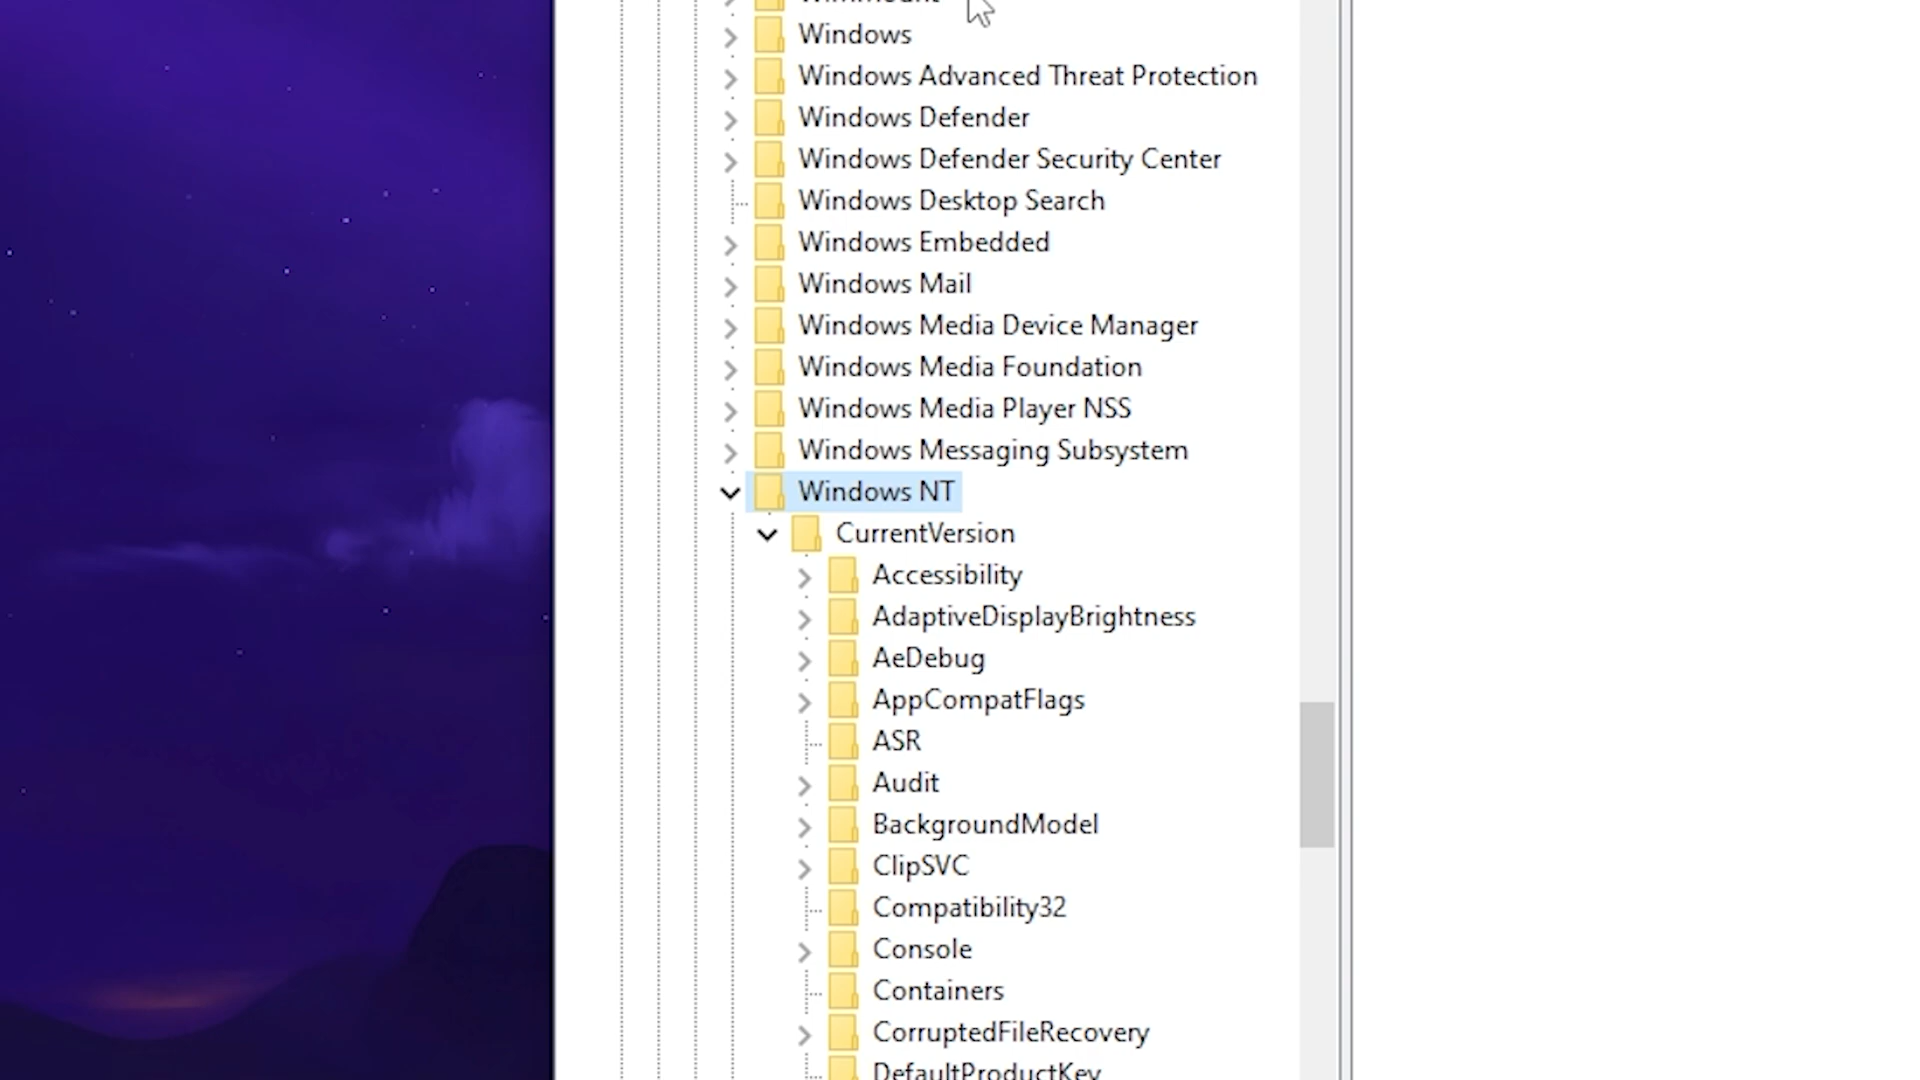 Windows
Windows Advanced Threat Protection
Windows Defender
Windows Defender Security Center
Windows Desktop Search
Windows Embedded
Windows Mail
Windows Media Device Manager
Windows Media Foundation
Windows Media Player NSS
Windows Messaging Subsystem
Windows NT
CurrentVersion
Accessibility
AdaptiveDisplayBrightness
AeDebug
AppCompatFlags
ASR
Audit
BackgroundModel
ClipSVC
Compatibility32
Console
Containers
CorruptedFileRecovery
DefaultProductKey